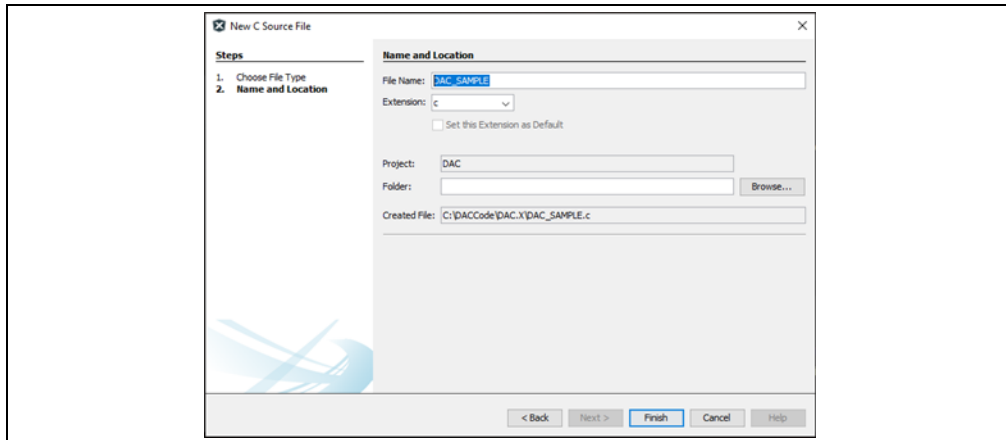 New C Source File
Steps
1. Choose File Type
2. Name and Location
Name and Location
File Name: DAC_SAMPLE
Extension: c
Set this Extension as Default
Project: DAC
Folder:
Browse...
Created File: C:\DACCode\DAC.X\DAC_SAMPLE.c
< Back Next > Finish Cancel Help